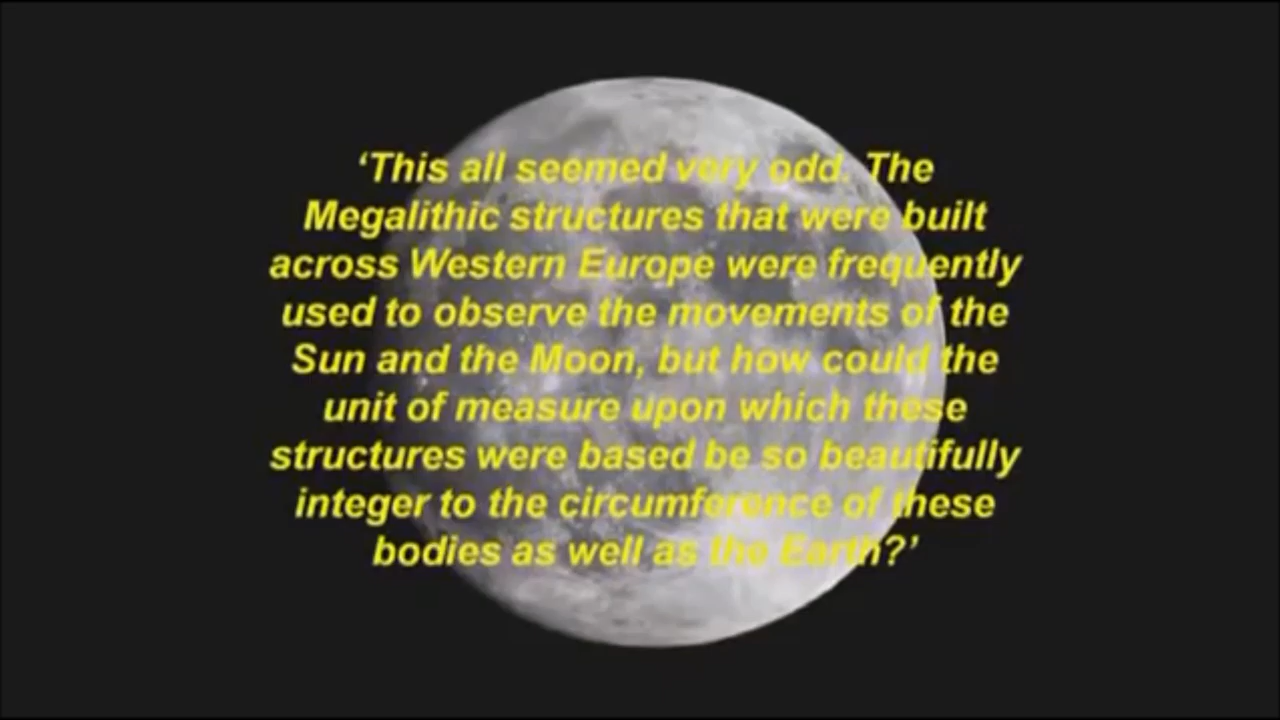 ‘This all seemed very odd. The
Megalithic structures that were built
across Western Europe were frequently
used to observe the movements of the
Sun and the Moon, but how could the
unit of measure upon which these
structures were based be so beautifully
integer to the circumference of these
bodies as well as the Earth?’